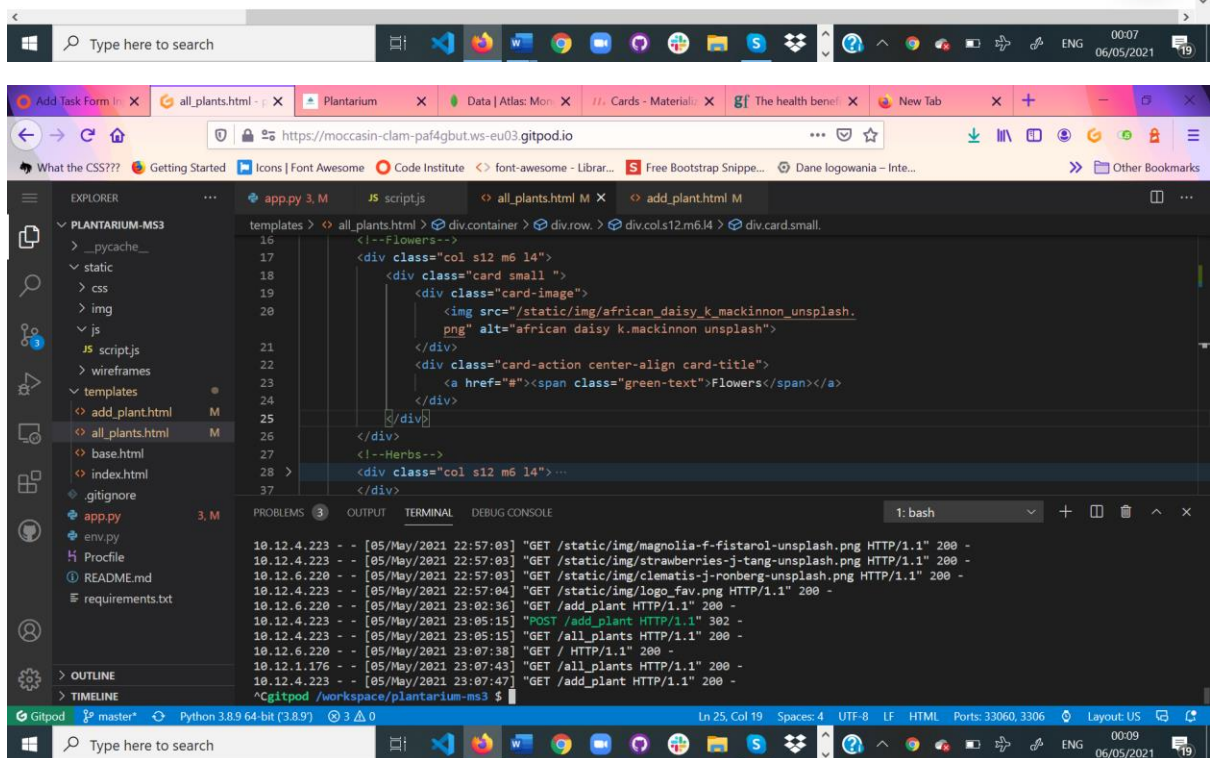 Type here to search
ENG
00:07
06/05/2021
19
Add Task Form In
all_plants.html - p
Plantarium
Data | Atlas: Mon
Cards - Materializ
gf The health benef
New Tab
https://moccasin-clam-paf4gbut.ws-eu03.gitpod.io
What the CSS???
Getting Started
Icons | Font Awesome
Code Institute
font-awesome - Librar...
Free Bootstrap Snippe...
Dane logowania – Inte...
Other Bookmarks
EXPLORER
app.py 3, M
JS script.js
all_plants.html M
add_plant.html M
PLANTARIUM-MS3
templates > all_plants.html > div.container > div.row. > div.col.s12.m6.l4 > div.card.small.
__pycache__
static
css
img
js
JS script.js
wireframes
templates
add_plant.html M
all_plants.html M
base.html
index.html
.gitignore
app.py 3, M
env.py
Procfile
README.md
requirements.txt
OUTLINE
TIMELINE
16 <!--Flowers-->
17 <div class="col s12 m6 l4">
18 <div class="card small ">
19 <div class="card-image">
20 <img src="/static/img/african_daisy_k_mackinnon_unsplash.
png" alt="african daisy k.mackinnon unsplash">
21 </div>
22 <div class="card-action center-align card-title">
23 <a href="#"><span class="green-text">Flowers</span></a>
24 </div>
25 </div>
26 </div>
27 <!--Herbs-->
28 <div class="col s12 m6 l4">...
37 </div>
PROBLEMS 3 OUTPUT TERMINAL DEBUG CONSOLE
1: bash
10.12.4.223 - - [05/May/2021 22:57:03] "GET /static/img/magnolia-f-fistarol-unsplash.png HTTP/1.1" 200 -
10.12.4.223 - - [05/May/2021 22:57:03] "GET /static/img/strawberries-j-tang-unsplash.png HTTP/1.1" 200 -
10.12.6.220 - - [05/May/2021 22:57:03] "GET /static/img/clematis-j-ronberg-unsplash.png HTTP/1.1" 200 -
10.12.4.223 - - [05/May/2021 22:57:04] "GET /static/img/logo_fav.png HTTP/1.1" 200 -
10.12.6.220 - - [05/May/2021 23:02:36] "GET /add_plant HTTP/1.1" 200 -
10.12.4.223 - - [05/May/2021 23:05:15] "POST /add_plant HTTP/1.1" 302 -
10.12.4.223 - - [05/May/2021 23:05:15] "GET /all_plants HTTP/1.1" 200 -
10.12.6.220 - - [05/May/2021 23:07:38] "GET / HTTP/1.1" 200 -
10.12.1.176 - - [05/May/2021 23:07:43] "GET /all_plants HTTP/1.1" 200 -
10.12.4.223 - - [05/May/2021 23:07:47] "GET /add_plant HTTP/1.1" 200 -
^Cgitpod /workspace/plantarium-ms3 $
Gitpod master* Python 3.8.9 64-bit ('3.8.9') 3 0 Ln 25, Col 19 Spaces: 4 UTF-8 LF HTML Ports: 33060, 3306 Layout: US
Type here to search
ENG
00:09
06/05/2021
19